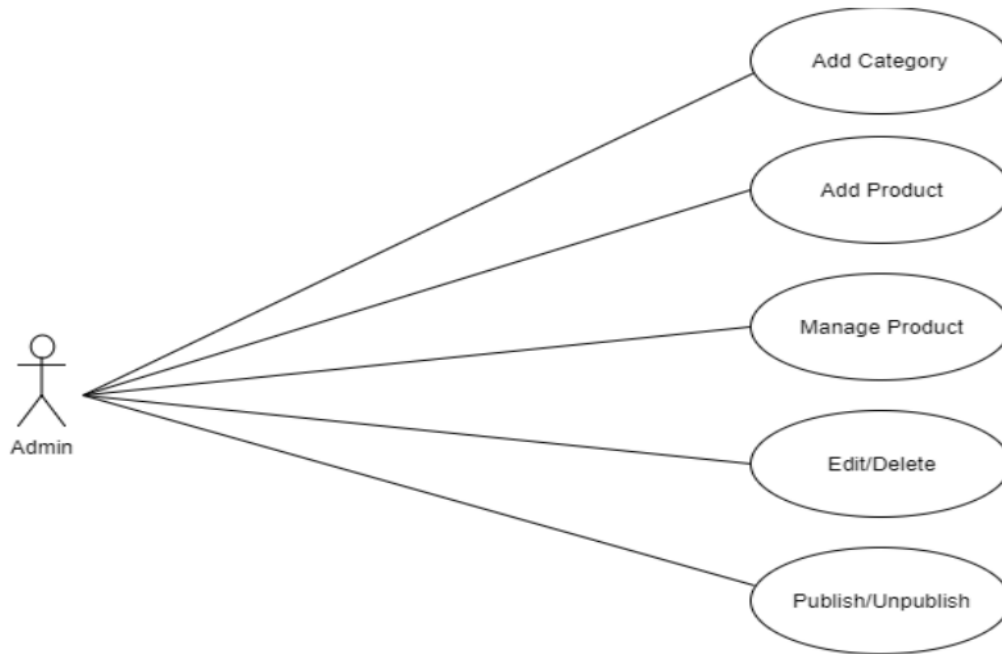 Add Category
Add Product
Manage Product
Admin
Edit/Delete
Publish/Unpublish